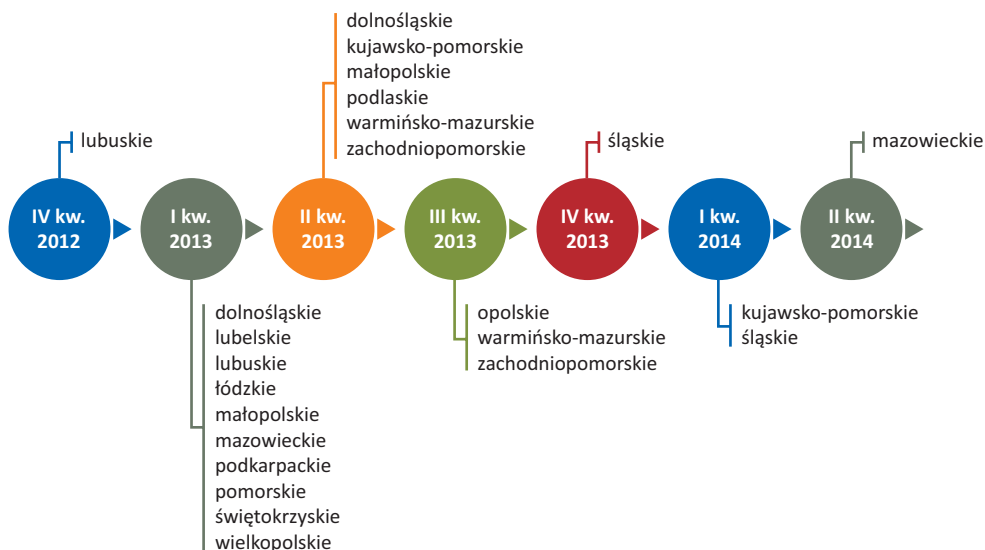 dolnośląskie
kujawsko-pomorskie
małopolskie
podlaskie
warmińsko-mazurskie
zachodniopomorskie
lubuskie
śląskie
mazowieckie
IV kw.
2012
I kw.
2013
II kw.
2013
III kw.
2013
IV kw.
2013
I kw.
2014
II kw.
2014
dolnośląskie
lubelskie
lubuskie
łódzkie
małopolskie
mazowieckie
podkarpackie
pomorskie
świętokrzyskie
wielkopolskie
opolskie
warmińsko-mazurskie
zachodniopomorskie
kujawsko-pomorskie
śląskie